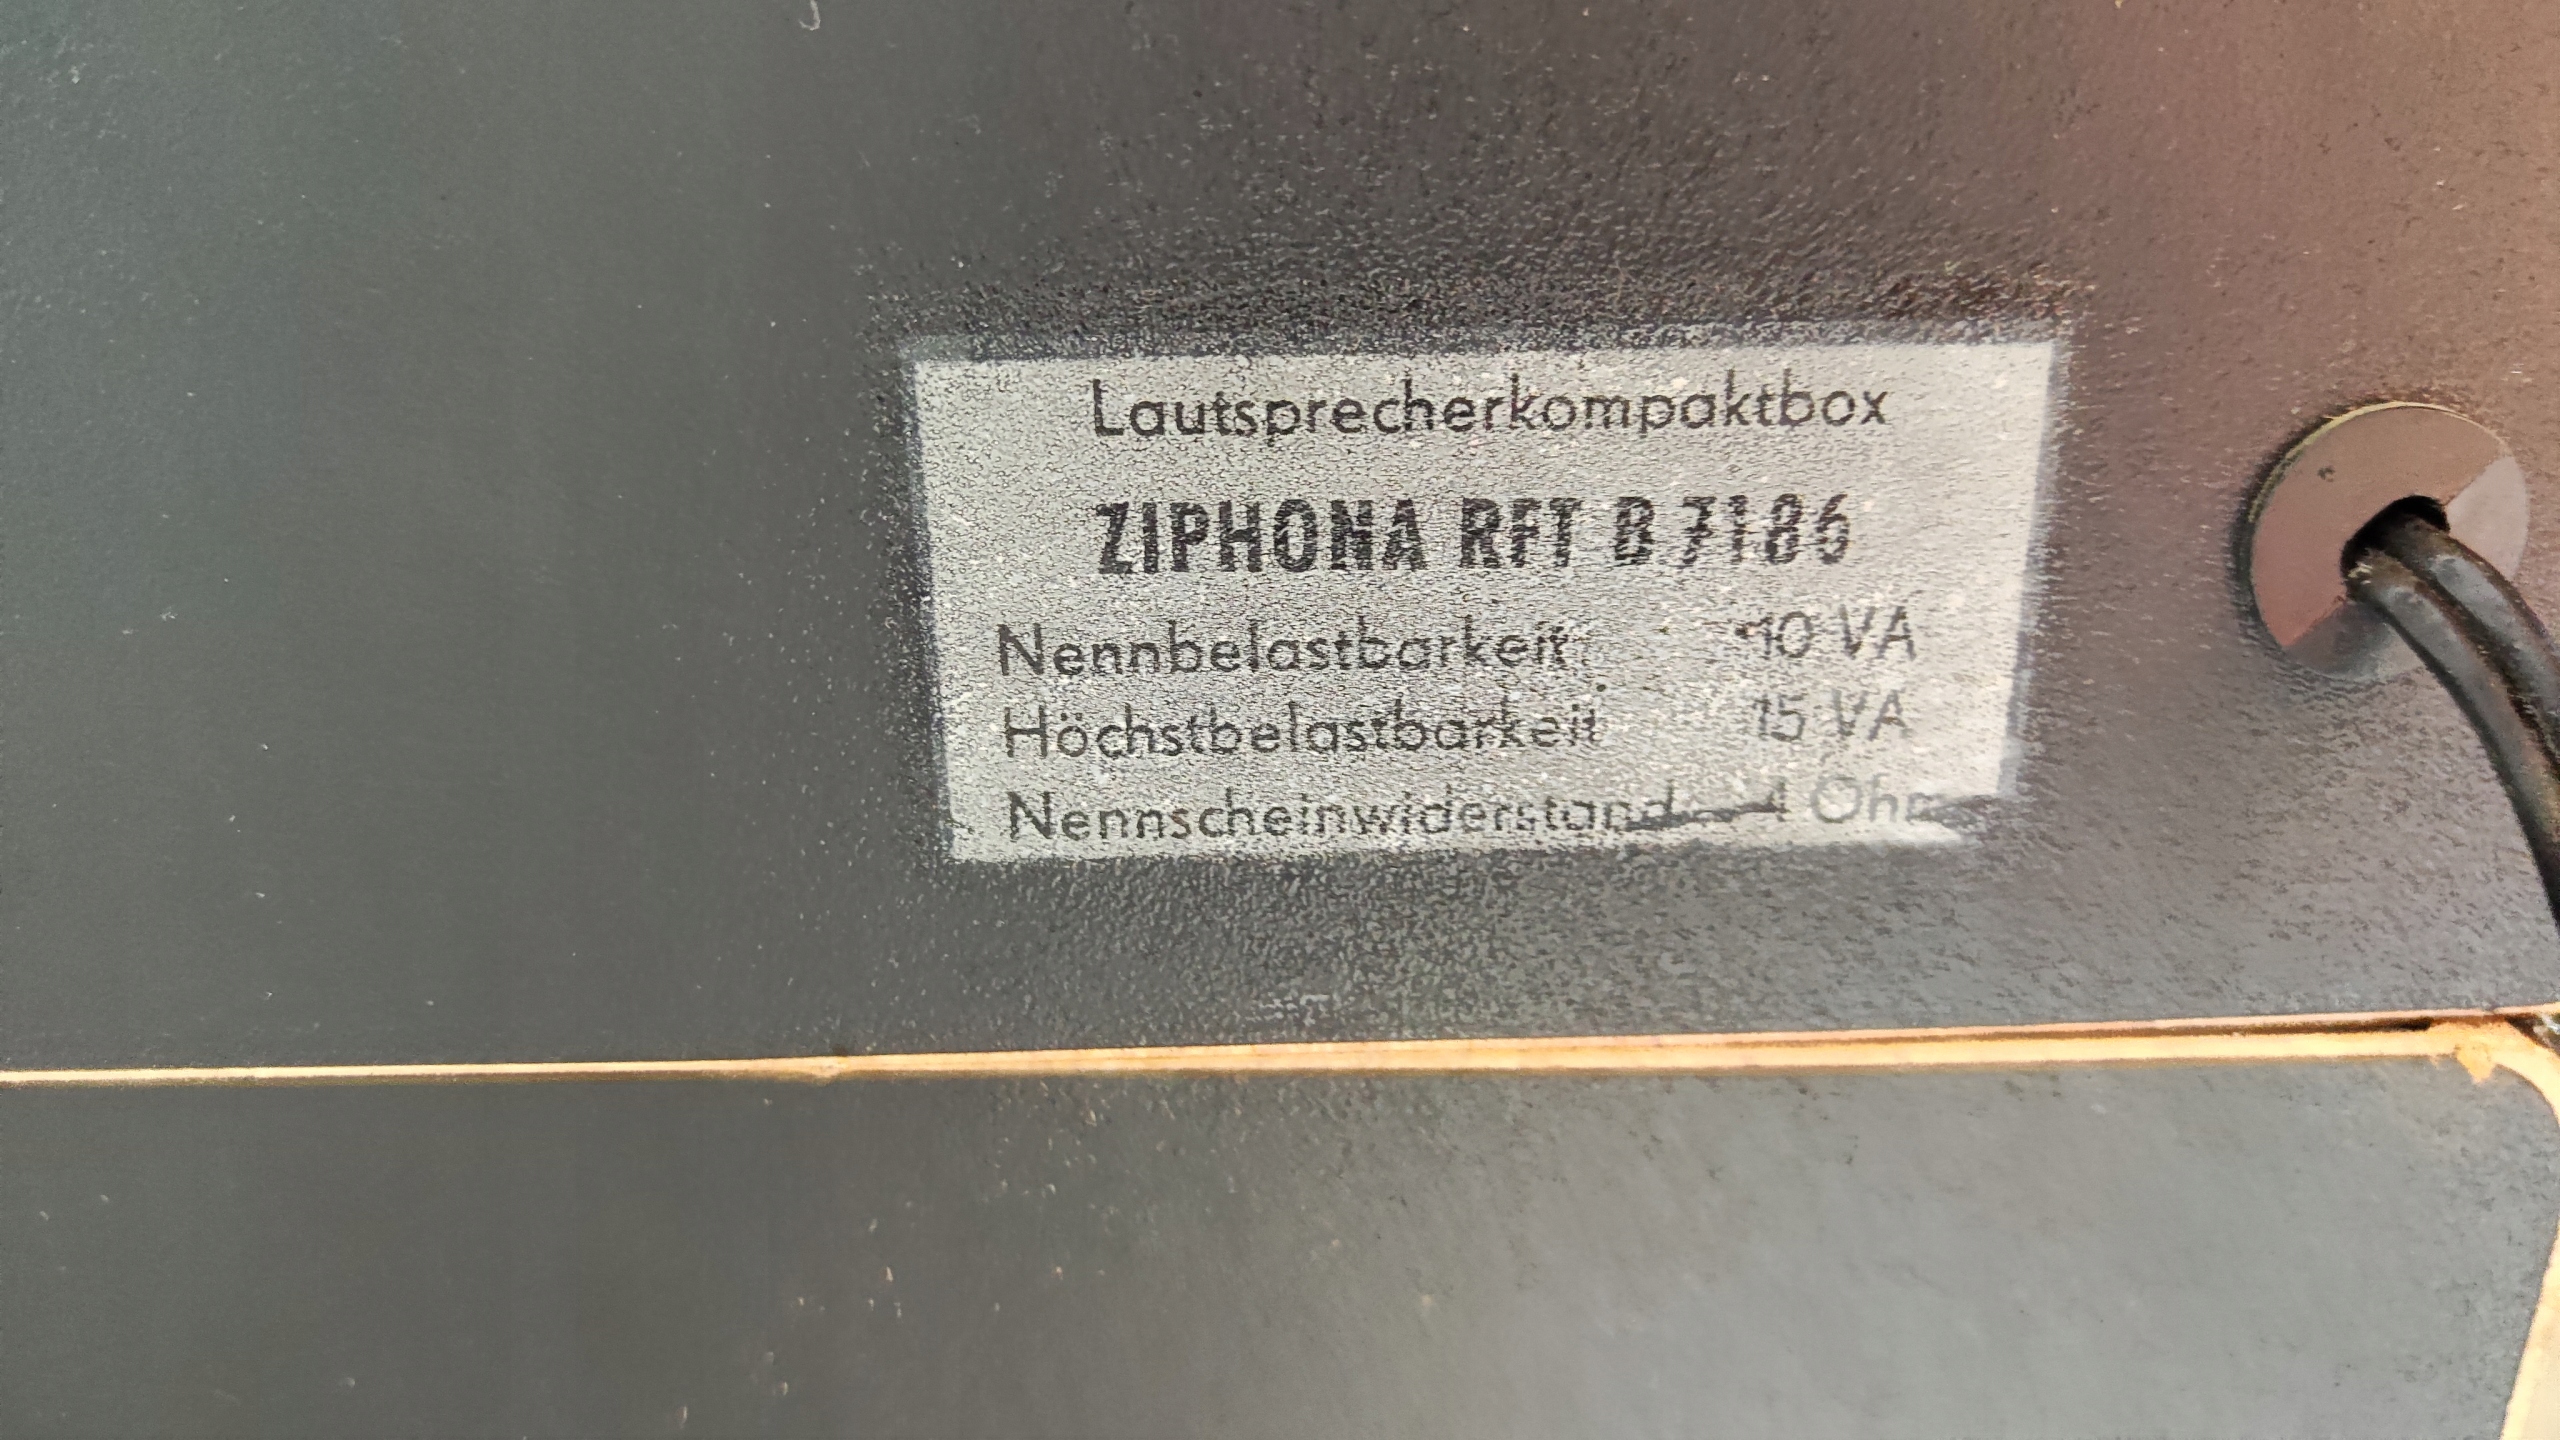 Lautsprecherkompaktbox
ZIPHONA RFT B 7186
Nennbelastbarkeit 10 VA
Höchstbelastbarkeit 15 VA
Nennscheinwiderstand 4 Ohm